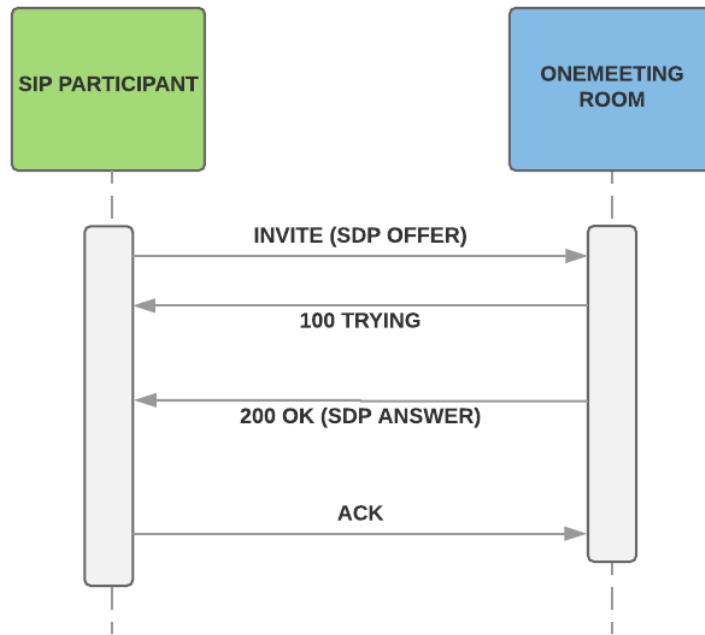 SIP PARTICIPANT
ONEMEETING
ROOM
INVITE (SDP OFFER)
100 TRYING
200 OK (SDP ANSWER)
ACK